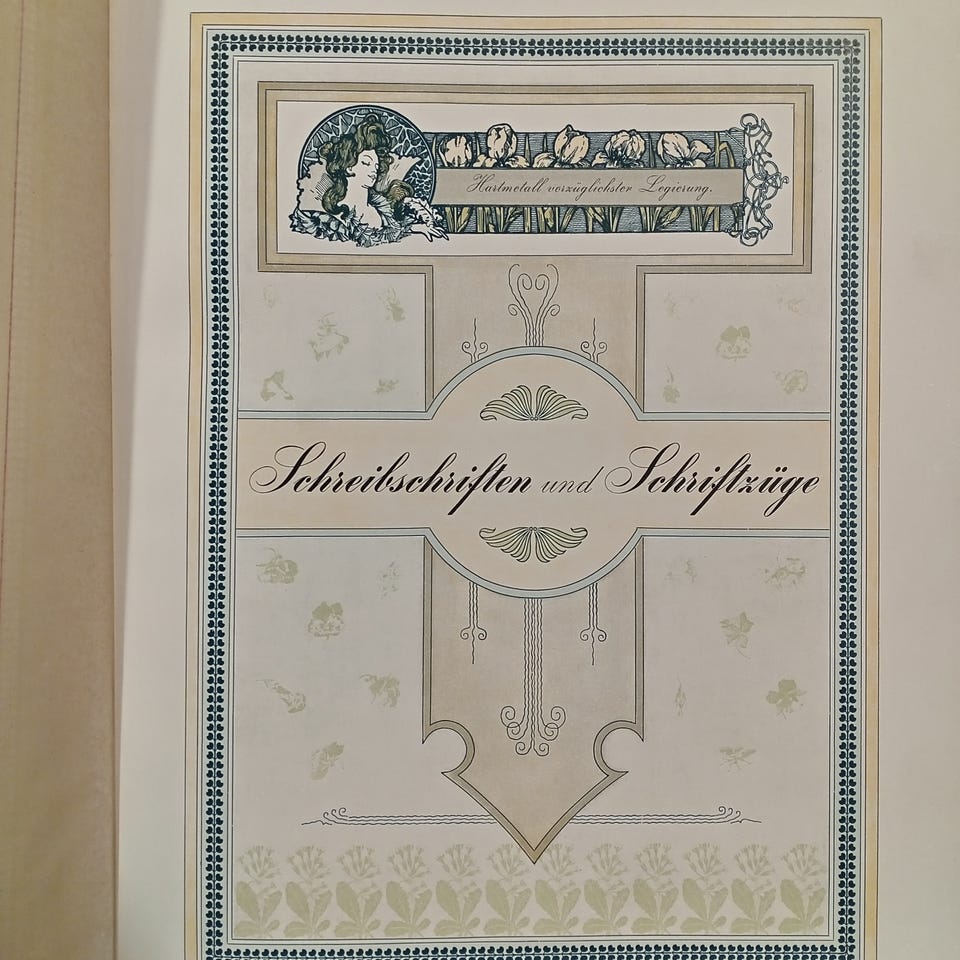 Hartmetall vorzüglichster Legierung.
Schreibschriften und Schriftzüge